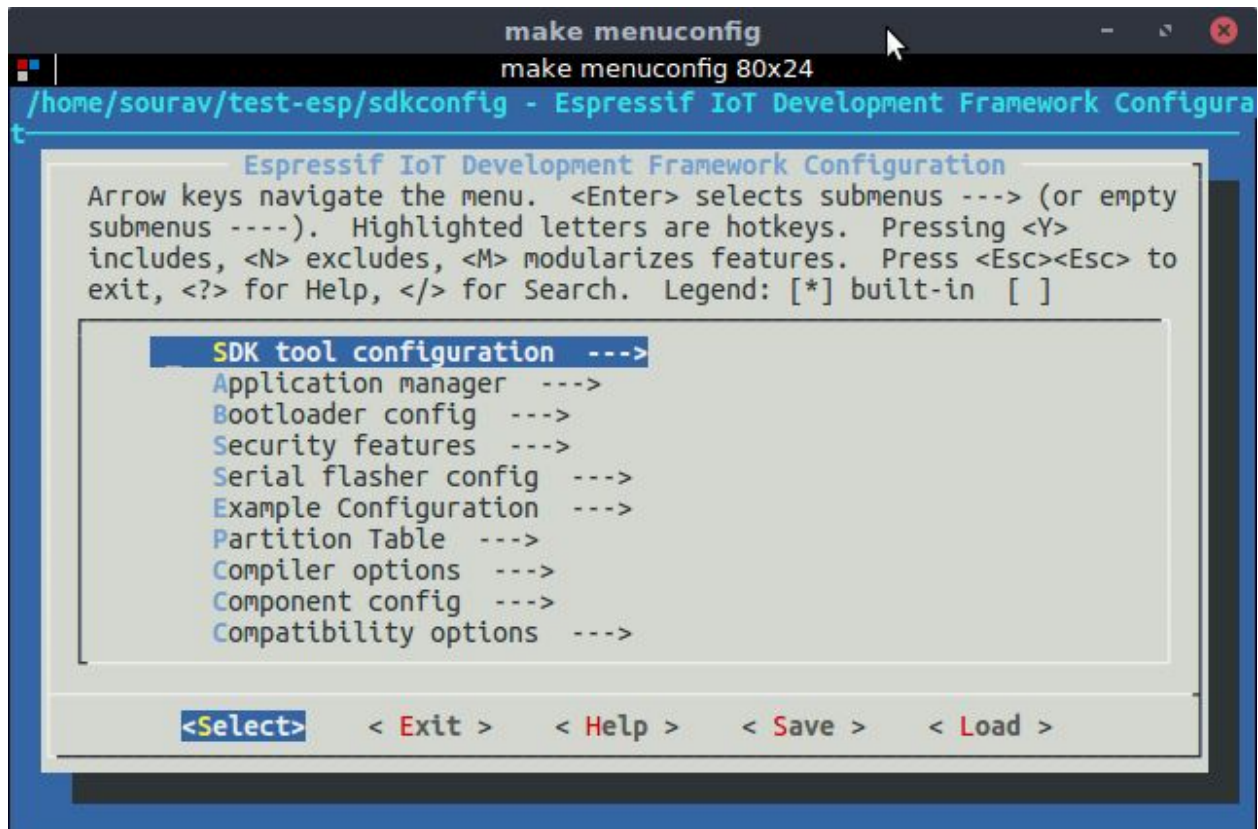 make menuconfig
make menuconfig 80x24
/home/sourav/test-esp/sdkconfig - Espressif IoT Development Framework Configura
t
Espressif IoT Development Framework Configuration
Arrow keys navigate the menu.  <Enter> selects submenus ---> (or empty
submenus ----).  Highlighted letters are hotkeys.  Pressing <Y>
includes, <N> excludes, <M> modularizes features.  Press <Esc><Esc> to
exit, <?> for Help, </> for Search.  Legend: [*] built-in  [ ]
SDK tool configuration  --->
Application manager  --->
Bootloader config  --->
Security features  --->
Serial flasher config  --->
Example Configuration  --->
Partition Table  --->
Compiler options  --->
Component config  --->
Compatibility options  --->
<Select>    < Exit >    < Help >    < Save >    < Load >